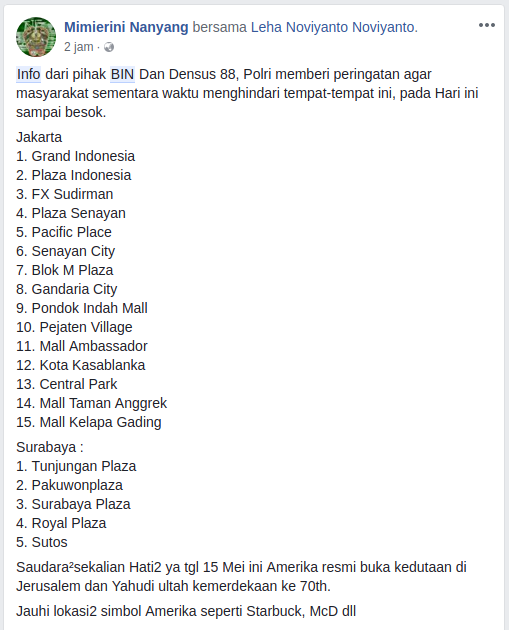 Mimierini Nanyang bersama Leha Noviyanto Noviyanto.
2 jam ·
Info dari pihak BIN Dan Densus 88, Polri memberi peringatan agar
masyarakat sementara waktu menghindari tempat-tempat ini, pada Hari ini
sampai besok.
Jakarta
1. Grand Indonesia
2. Plaza Indonesia
3. FX Sudirman
4. Plaza Senayan
5. Pacific Place
6. Senayan City
7. Blok M Plaza
8. Gandaria City
9. Pondok Indah Mall
10. Pejaten Village
11. Mall Ambassador
12. Kota Kasablanka
13. Central Park
14. Mall Taman Anggrek
15. Mall Kelapa Gading
Surabaya :
1. Tunjungan Plaza
2. Pakuwonplaza
3. Surabaya Plaza
4. Royal Plaza
5. Sutos
Saudara²sekalian Hati2 ya tgl 15 Mei ini Amerika resmi buka kedutaan di
Jerusalem dan Yahudi ultah kemerdekaan ke 70th.
Jauhi lokasi2 simbol Amerika seperti Starbuck, McD dll